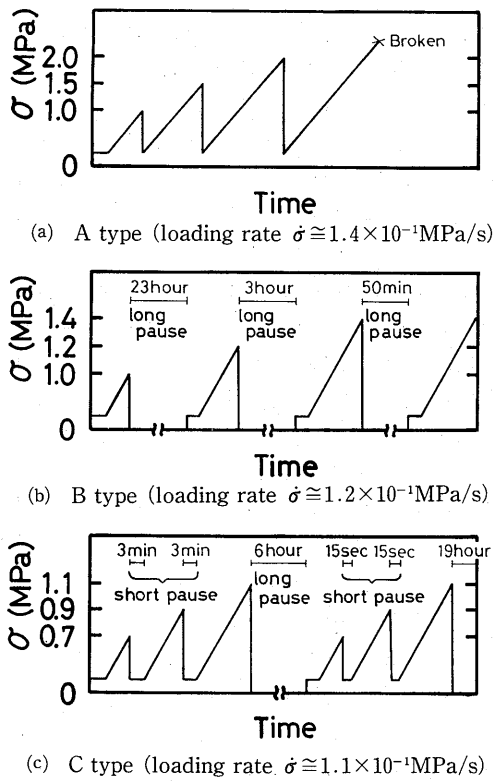 σ (MPa)
2.0
1.5
1.0
0
Broken
Time
(a) A type (loading rate σ̇≅1.4×10⁻¹MPa/s)
σ (MPa)
1.4
1.2
1.0
0
23hour
long pause
3hour
long pause
50min
long pause
Time
(b) B type (loading rate σ̇≅1.2×10⁻¹MPa/s)
σ (MPa)
1.1
0.9
0.7
0
3min 3min
short pause
6hour
long pause
15sec 15sec
short pause
19hour
Time
(c) C type (loading rate σ̇≅1.1×10⁻¹MPa/s)